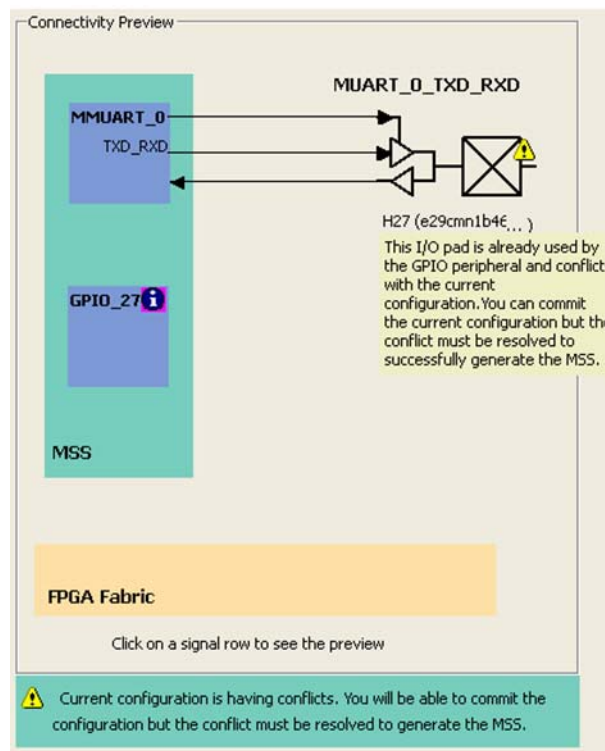 Connectivity Preview
MUART_0_TXD_RXD
MMUART_0
TXD_RXD
H27 (e29cmn1b46... )
This I/O pad is already used by
the GPIO peripheral and conflict
with the current
configuration.You can commit
the current configuration but the
conflict must be resolved to
successfully generate the MSS.
GPIO_27
MSS
FPGA Fabric
Click on a signal row to see the preview
Current configuration is having conflicts. You will be able to commit the
configuration but the conflict must be resolved to generate the MSS.